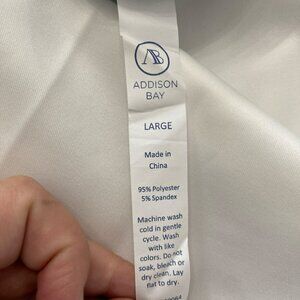 AB
ADDISON
BAY
LARGE
Made in
China
95% Polyester
5% Spandex
Machine wash
cold in gentle
cycle. Wash
with like
colors. Do not
soak, bleach or
dry clean. Lay
flat to dry.